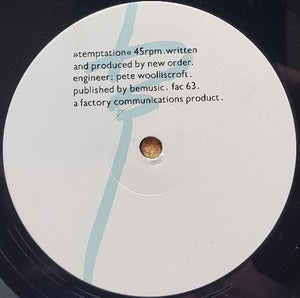 »temptation« 45rpm.written
and produced by new order.
engineer: pete woolliscroft.
published by bemusic. fac 63.
a factory communications product.